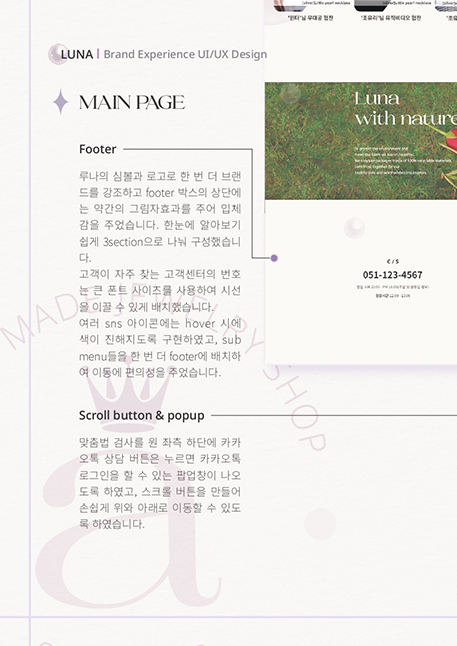 (silver)Little pearl necklace
"윈터"님 무대공 협찬
"조유리"님 뮤직비디오 협찬
LUNA | Brand Experience UI/UX Design
MAIN PAGE
Luna
with nature
Footer
루나의 심볼과 로고로 한 번 더 브랜
드를 강조하고 footer 박스의 상단에
는 약간의 그림자효과를 주어 입체
감을 주었습니다. 한눈에 알아보기
쉽게 3section으로 나눠 구성했습니
다.
고객이 자주 찾는 고객센터의 번호
는 큰 폰트 사이즈를 사용하여 시선
을 이끌 수 있게 배치했습니다.
여러 sns 아이콘에는 hover 시에
색이 진해지도록 구현하였고, sub
menu들을 한 번 더 footer에 배치하
여 이동에 편의성을 주었습니다.
C / S
051-123-4567
MADE JEWELRY SHOP
Scroll button & popup
맞춤법 검사를 원 좌측 하단에 카카
오톡 상담 버튼은 누르면 카카오톡
로그인을 할 수 있는 팝업창이 나오
도록 하였고, 스크롤 버튼을 만들어
손쉽게 위와 아래로 이동할 수 있도
록 하였습니다.
a